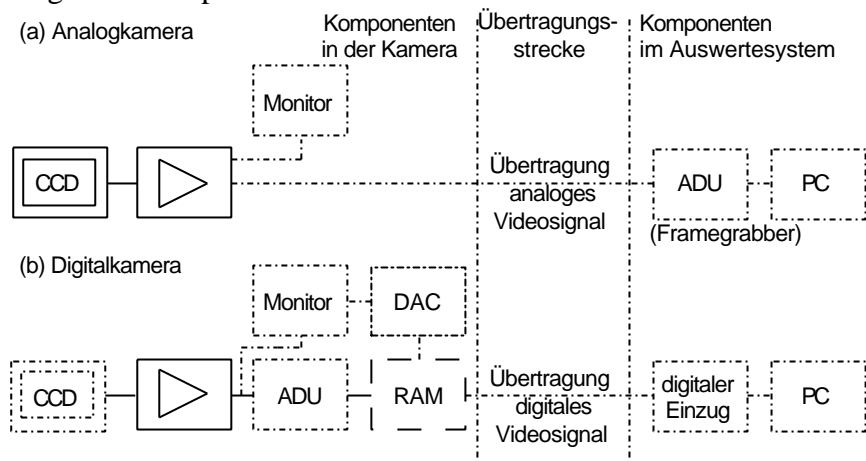 (a) Analogkamera
Komponenten
in der Kamera
Übertragungs-
strecke
Komponenten
im Auswertesystem
Monitor
CCD
Übertragung
analoges
Videosignal
ADU
PC
(Framegrabber)
(b) Digitalkamera
Monitor
DAC
CCD
ADU
RAM
Übertragung
digitales
Videosignal
digitaler
Einzug
PC